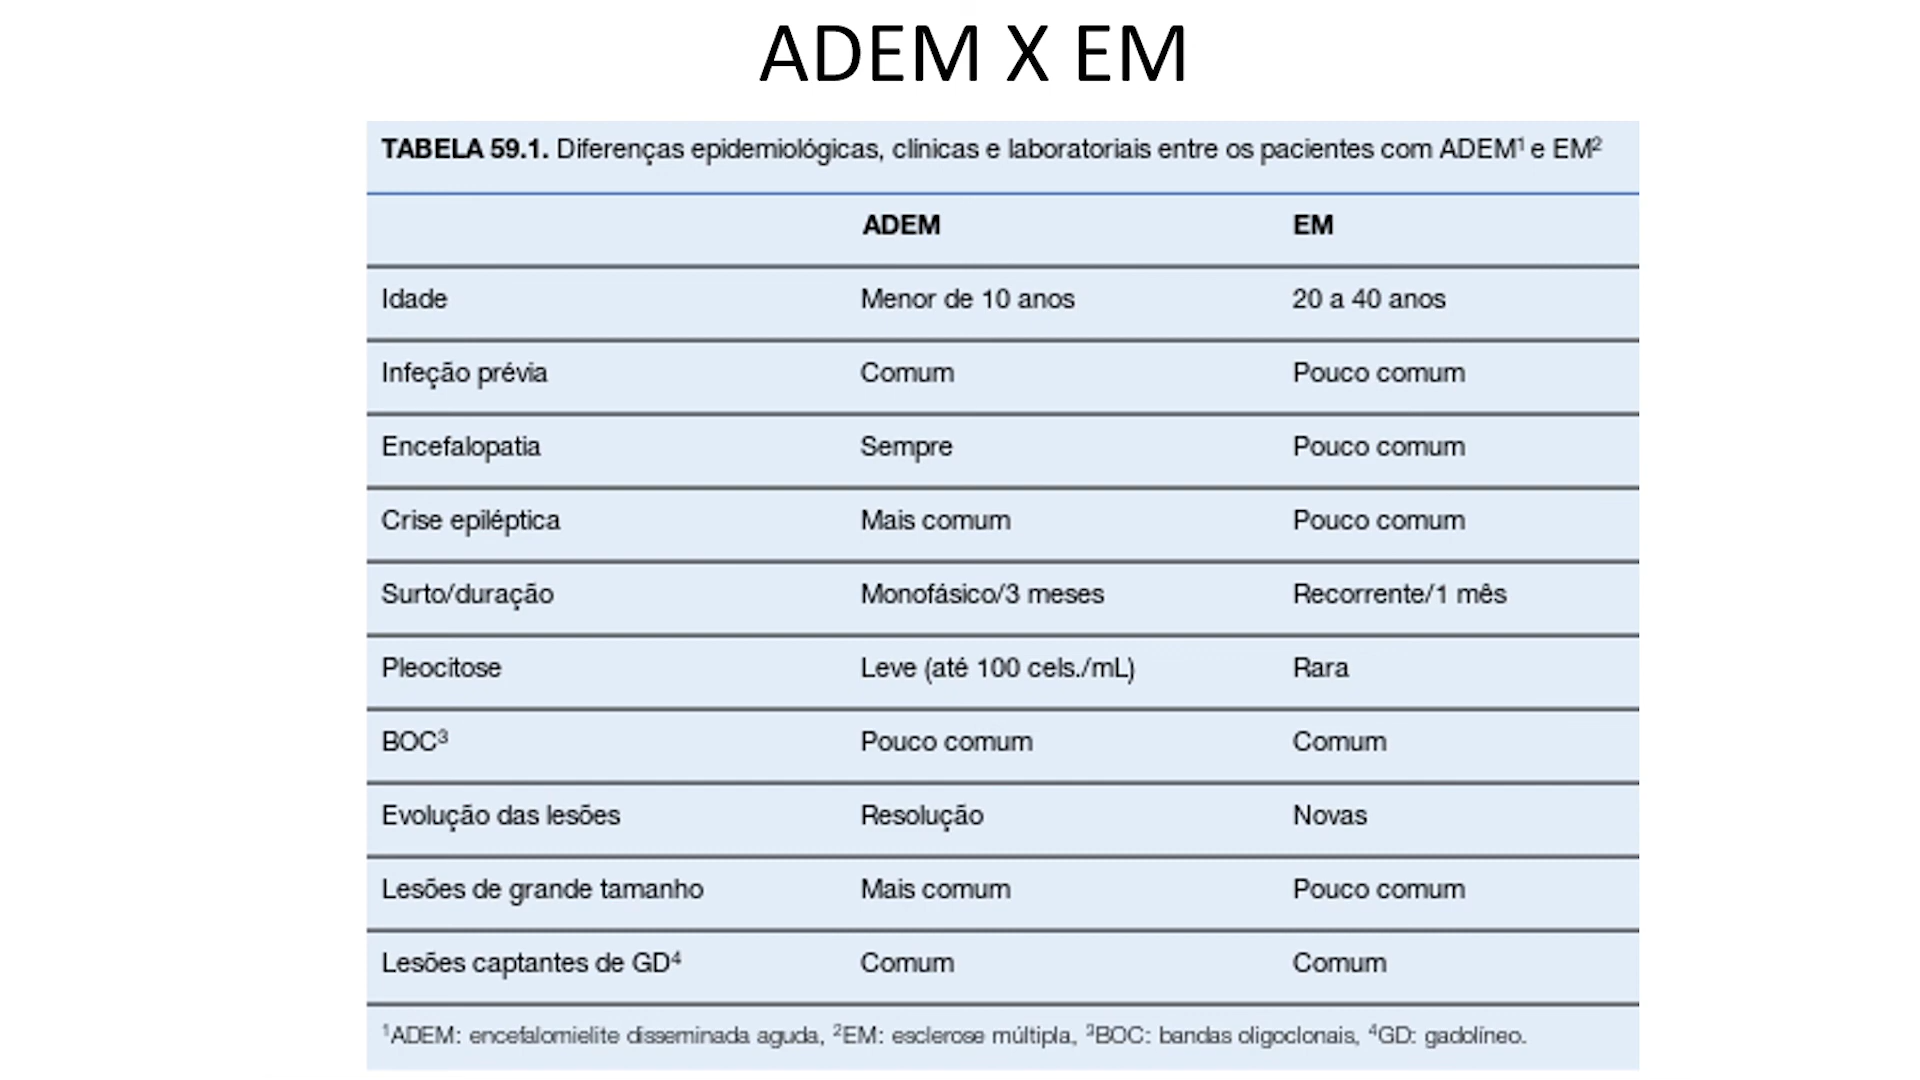 ADEM X EM
TABELA 59.1. Diferenças epidemiológicas, clínicas e laboratoriais entre os pacientes com ADEM¹ e EM²
ADEM EM
Idade Menor de 10 anos 20 a 40 anos
Infeção prévia Comum Pouco comum
Encefalopatia Sempre Pouco comum
Crise epiléptica Mais comum Pouco comum
Surto/duração Monofásico/3 meses Recorrente/1 mês
Pleocitose Leve (até 100 cels./mL) Rara
BOC³ Pouco comum Comum
Evolução das lesões Resolução Novas
Lesões de grande tamanho Mais comum Pouco comum
Lesões captantes de GD⁴ Comum Comum
¹ADEM: encefalomielite disseminada aguda, ²EM: esclerose múltipla, ³BOC: bandas oligoclonais, ⁴GD: gadolíneo.